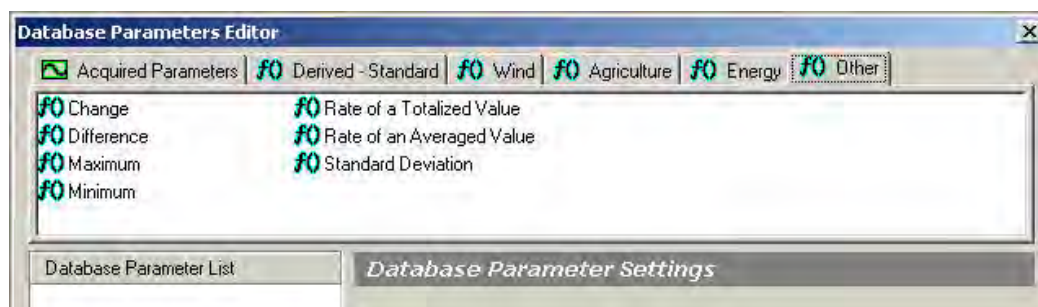 Database Parameters Editor
Acquired Parameters f() Derived - Standard f() Wind f() Agriculture f() Energy f() Other
f() Change f() Rate of a Totalized Value
f() Difference f() Rate of an Averaged Value
f() Maximum f() Standard Deviation
f() Minimum
Database Parameter List Database Parameter Settings